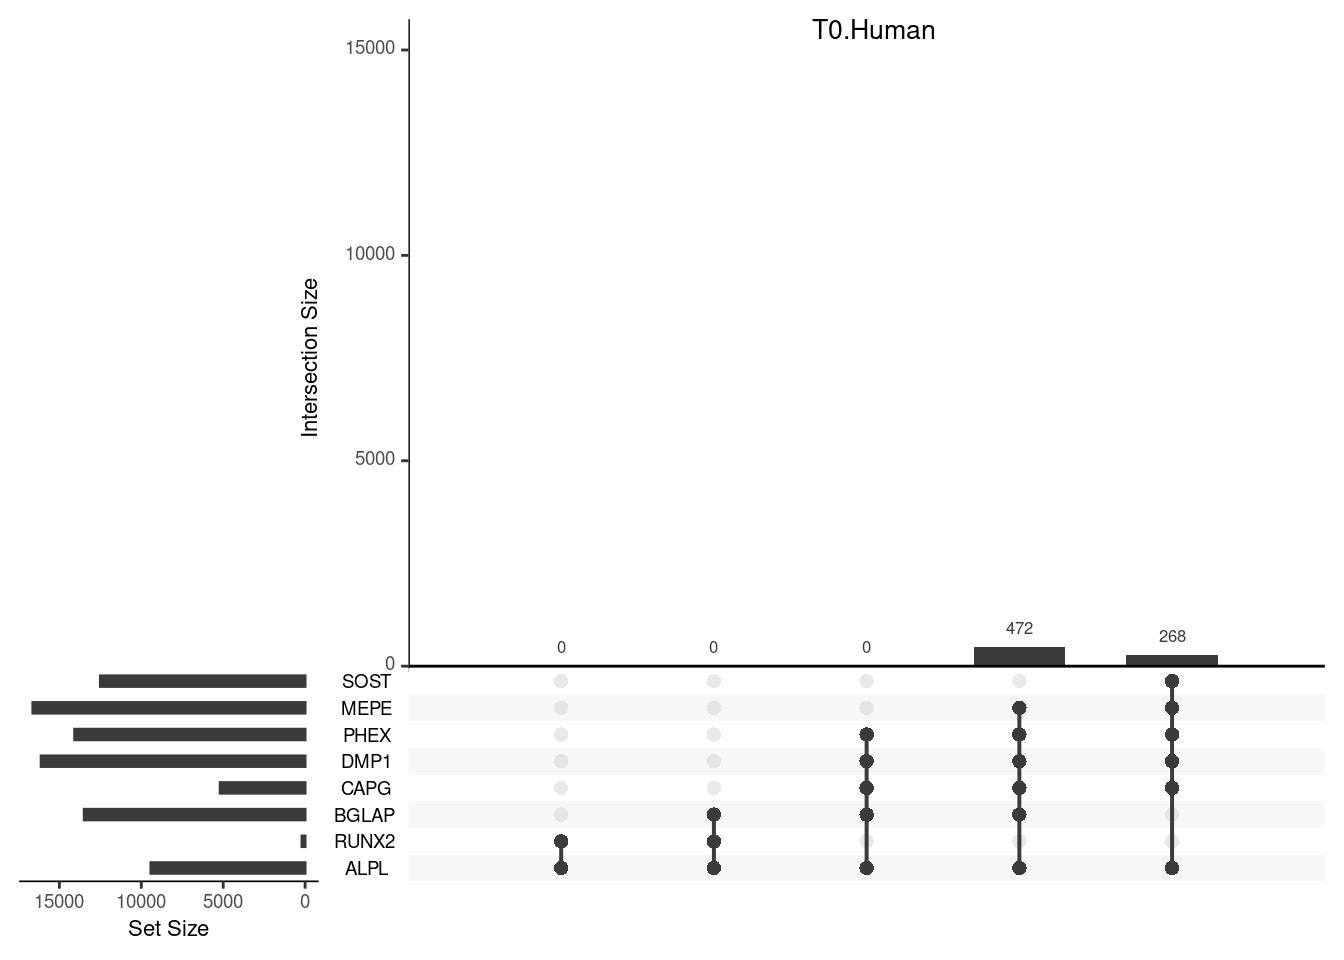 T0.Human
15000
10000
5000
0
Intersection Size
0
0
0
472
268
SOST
MEPE
PHEX
DMP1
CAPG
BGLAP
RUNX2
ALPL
15000 10000 5000 0
Set Size